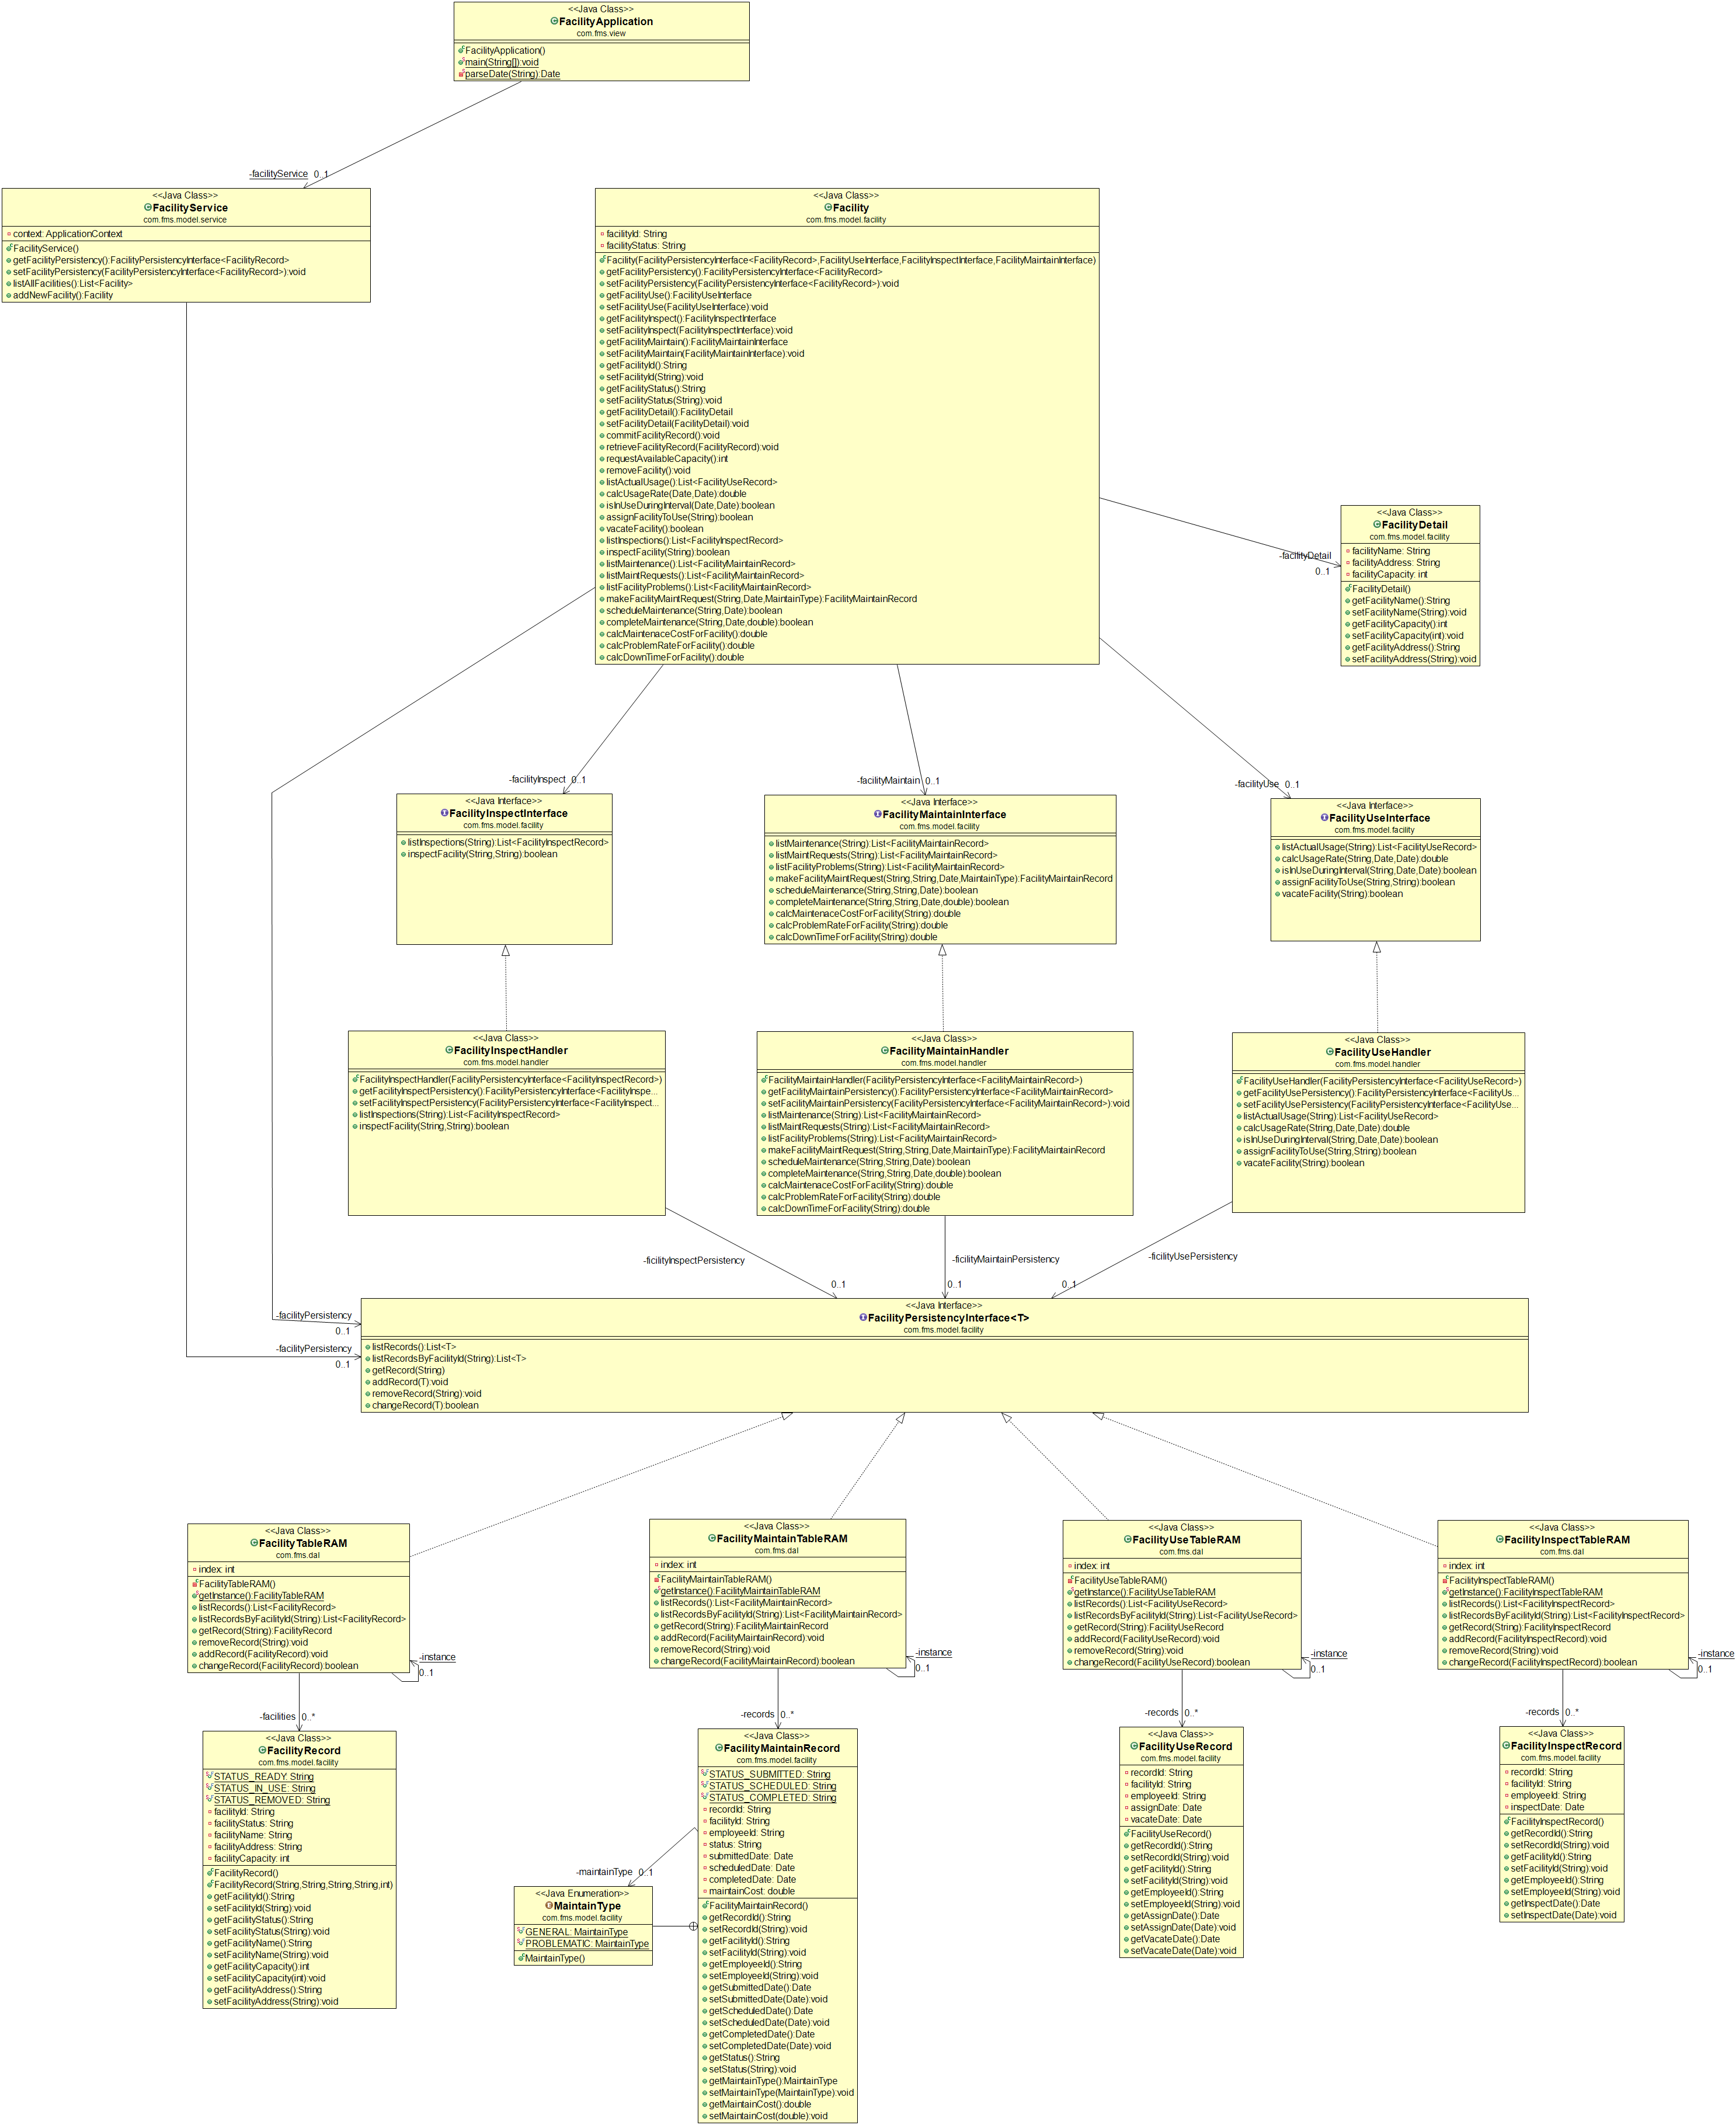 <<Java Class>>
FacilityApplication
com.fms.view
FacilityApplication()
main(String[]):void
parseDate(String):Date
-facilityService 0..1
<<Java Class>>
FacilityService
com.fms.model.service
context: ApplicationContext
FacilityService()
getFacilityPersistency():FacilityPersistencyInterface<FacilityRecord>
setFacilityPersistency(FacilityPersistencyInterface<FacilityRecord>):void
listAllFacilities():List<Facility>
addNewFacility():Facility
<<Java Class>>
Facility
com.fms.model.facility
facilityId: String
facilityStatus: String
Facility(FacilityPersistencyInterface<FacilityRecord>,FacilityUseInterface,FacilityInspectInterface,FacilityMaintainInterface)
getFacilityPersistency():FacilityPersistencyInterface<FacilityRecord>
setFacilityPersistency(FacilityPersistencyInterface<FacilityRecord>):void
getFacilityUse():FacilityUseInterface
setFacilityUse(FacilityUseInterface):void
getFacilityInspect():FacilityInspectInterface
setFacilityInspect(FacilityInspectInterface):void
getFacilityMaintain():FacilityMaintainInterface
setFacilityMaintain(FacilityMaintainInterface):void
getFacilityId():String
setFacilityId(String):void
getFacilityStatus():String
setFacilityStatus(String):void
getFacilityDetail():FacilityDetail
setFacilityDetail(FacilityDetail):void
commitFacilityRecord():void
retrieveFacilityRecord(FacilityRecord):void
requestAvailableCapacity():int
removeFacility():void
listActualUsage():List<FacilityUseRecord>
calcUsageRate(Date,Date):double
isInUseDuringInterval(Date,Date):boolean
assignFacilityToUse(String):boolean
vacateFacility():boolean
listInspections():List<FacilityInspectRecord>
inspectFacility(String):boolean
listMaintenance():List<FacilityMaintainRecord>
listMaintRequests():List<FacilityMaintainRecord>
listFacilityProblems():List<FacilityMaintainRecord>
makeFacilityMaintRequest(String,Date,MaintainType):FacilityMaintainRecord
scheduleMaintenance(String,Date):boolean
completeMaintenance(String,Date,double):boolean
calcMaintenaceCostForFacility():double
calcProblemRateForFacility():double
calcDownTimeForFacility():double
-facilityDetail
0..1
<<Java Class>>
FacilityDetail
com.fms.model.facility
facilityName: String
facilityAddress: String
facilityCapacity: int
FacilityDetail()
getFacilityName():String
setFacilityName(String):void
getFacilityCapacity():int
setFacilityCapacity(int):void
getFacilityAddress():String
setFacilityAddress(String):void
-facilityInspect 0..1
<<Java Interface>>
FacilityInspectInterface
com.fms.model.facility
listInspections(String):List<FacilityInspectRecord>
inspectFacility(String,String):boolean
-facilityMaintain 0..1
<<Java Interface>>
FacilityMaintainInterface
com.fms.model.facility
listMaintenance(String):List<FacilityMaintainRecord>
listMaintRequests(String):List<FacilityMaintainRecord>
listFacilityProblems(String):List<FacilityMaintainRecord>
makeFacilityMaintRequest(String,String,Date,MaintainType):FacilityMaintainRecord
scheduleMaintenance(String,String,Date):boolean
completeMaintenance(String,String,Date,double):boolean
calcMaintenaceCostForFacility(String):double
calcProblemRateForFacility(String):double
calcDownTimeForFacility(String):double
-facilityUse 0..1
<<Java Interface>>
FacilityUseInterface
com.fms.model.facility
listActualUsage(String):List<FacilityUseRecord>
calcUsageRate(String,Date,Date):double
isInUseDuringInterval(String,Date,Date):boolean
assignFacilityToUse(String,String):boolean
vacateFacility(String):boolean
<<Java Class>>
FacilityInspectHandler
com.fms.model.handler
FacilityInspectHandler(FacilityPersistencyInterface<FacilityInspectRecord>)
getFacilityInspectPersistency():FacilityPersistencyInterface<FacilityInspe...
setFacilityInspectPersistency(FacilityPersistencyInterface<FacilityInspect...
listInspections(String):List<FacilityInspectRecord>
inspectFacility(String,String):boolean
<<Java Class>>
FacilityMaintainHandler
com.fms.model.handler
FacilityMaintainHandler(FacilityPersistencyInterface<FacilityMaintainRecord>)
getFacilityMaintainPersistency():FacilityPersistencyInterface<FacilityMaintainRecord>
setFacilityMaintainPersistency(FacilityPersistencyInterface<FacilityMaintainRecord>):void
listMaintenance(String):List<FacilityMaintainRecord>
listMaintRequests(String):List<FacilityMaintainRecord>
listFacilityProblems(String):List<FacilityMaintainRecord>
makeFacilityMaintRequest(String,String,Date,MaintainType):FacilityMaintainRecord
scheduleMaintenance(String,String,Date):boolean
completeMaintenance(String,String,Date,double):boolean
calcMaintenaceCostForFacility(String):double
calcProblemRateForFacility(String):double
calcDownTimeForFacility(String):double
<<Java Class>>
FacilityUseHandler
com.fms.model.handler
FacilityUseHandler(FacilityPersistencyInterface<FacilityUseRecord>)
getFacilityUsePersistency():FacilityPersistencyInterface<FacilityUs...
setFacilityUsePersistency(FacilityPersistencyInterface<FacilityUse...
listActualUsage(String):List<FacilityUseRecord>
calcUsageRate(String,Date,Date):double
isInUseDuringInterval(String,Date,Date):boolean
assignFacilityToUse(String,String):boolean
vacateFacility(String):boolean
-ficilityInspectPersistency
0..1
-ficilityMaintainPersistency
0..1
-ficilityUsePersistency
0..1
-facilityPersistency
0..1
-facilityPersistency
0..1
<<Java Interface>>
FacilityPersistencyInterface<T>
com.fms.model.facility
listRecords():List<T>
listRecordsByFacilityId(String):List<T>
getRecord(String)
addRecord(T):void
removeRecord(String):void
changeRecord(T):boolean
<<Java Class>>
FacilityTableRAM
com.fms.dal
index: int
FacilityTableRAM()
getInstance():FacilityTableRAM
listRecords():List<FacilityRecord>
listRecordsByFacilityId(String):List<FacilityRecord>
getRecord(String):FacilityRecord
removeRecord(String):void
addRecord(FacilityRecord):void
changeRecord(FacilityRecord):boolean
-instance
0..1
<<Java Class>>
FacilityMaintainTableRAM
com.fms.dal
index: int
FacilityMaintainTableRAM()
getInstance():FacilityMaintainTableRAM
listRecords():List<FacilityMaintainRecord>
listRecordsByFacilityId(String):List<FacilityMaintainRecord>
getRecord(String):FacilityMaintainRecord
addRecord(FacilityMaintainRecord):void
removeRecord(String):void
changeRecord(FacilityMaintainRecord):boolean
-instance
0..1
<<Java Class>>
FacilityUseTableRAM
com.fms.dal
index: int
FacilityUseTableRAM()
getInstance():FacilityUseTableRAM
listRecords():List<FacilityUseRecord>
listRecordsByFacilityId(String):List<FacilityUseRecord>
getRecord(String):FacilityUseRecord
addRecord(FacilityUseRecord):void
removeRecord(String):void
changeRecord(FacilityUseRecord):boolean
-instance
0..1
<<Java Class>>
FacilityInspectTableRAM
com.fms.dal
index: int
FacilityInspectTableRAM()
getInstance():FacilityInspectTableRAM
listRecords():List<FacilityInspectRecord>
listRecordsByFacilityId(String):List<FacilityInspectRecord>
getRecord(String):FacilityInspectRecord
addRecord(FacilityInspectRecord):void
removeRecord(String):void
changeRecord(FacilityInspectRecord):boolean
-instance
0..1
-facilities 0..*
<<Java Class>>
FacilityRecord
com.fms.model.facility
STATUS_READY: String
STATUS_IN_USE: String
STATUS_REMOVED: String
facilityId: String
facilityStatus: String
facilityName: String
facilityAddress: String
facilityCapacity: int
FacilityRecord()
FacilityRecord(String,String,String,String,int)
getFacilityId():String
setFacilityId(String):void
getFacilityStatus():String
setFacilityStatus(String):void
getFacilityName():String
setFacilityName(String):void
getFacilityCapacity():int
setFacilityCapacity(int):void
getFacilityAddress():String
setFacilityAddress(String):void
-records 0..*
<<Java Class>>
FacilityMaintainRecord
com.fms.model.facility
STATUS_SUBMITTED: String
STATUS_SCHEDULED: String
STATUS_COMPLETED: String
recordId: String
facilityId: String
employeeId: String
status: String
submittedDate: Date
scheduledDate: Date
completedDate: Date
maintainCost: double
FacilityMaintainRecord()
getRecordId():String
setRecordId(String):void
getFacilityId():String
setFacilityId(String):void
getEmployeeId():String
setEmployeeId(String):void
getSubmittedDate():Date
setSubmittedDate(Date):void
getScheduledDate():Date
setScheduledDate(Date):void
getCompletedDate():Date
setCompletedDate(Date):void
getStatus():String
setStatus(String):void
getMaintainType():MaintainType
setMaintainType(MaintainType):void
getMaintainCost():double
setMaintainCost(double):void
-maintainType 0..1
<<Java Enumeration>>
MaintainType
com.fms.model.facility
GENERAL: MaintainType
PROBLEMATIC: MaintainType
MaintainType()
-records 0..*
<<Java Class>>
FacilityUseRecord
com.fms.model.facility
recordId: String
facilityId: String
employeeId: String
assignDate: Date
vacateDate: Date
FacilityUseRecord()
getRecordId():String
setRecordId(String):void
getFacilityId():String
setFacilityId(String):void
getEmployeeId():String
setEmployeeId(String):void
getAssignDate():Date
setAssignDate(Date):void
getVacateDate():Date
setVacateDate(Date):void
-records 0..*
<<Java Class>>
FacilityInspectRecord
com.fms.model.facility
recordId: String
facilityId: String
employeeId: String
inspectDate: Date
FacilityInspectRecord()
getRecordId():String
setRecordId(String):void
getFacilityId():String
setFacilityId(String):void
getEmployeeId():String
setEmployeeId(String):void
getInspectDate():Date
setInspectDate(Date):void